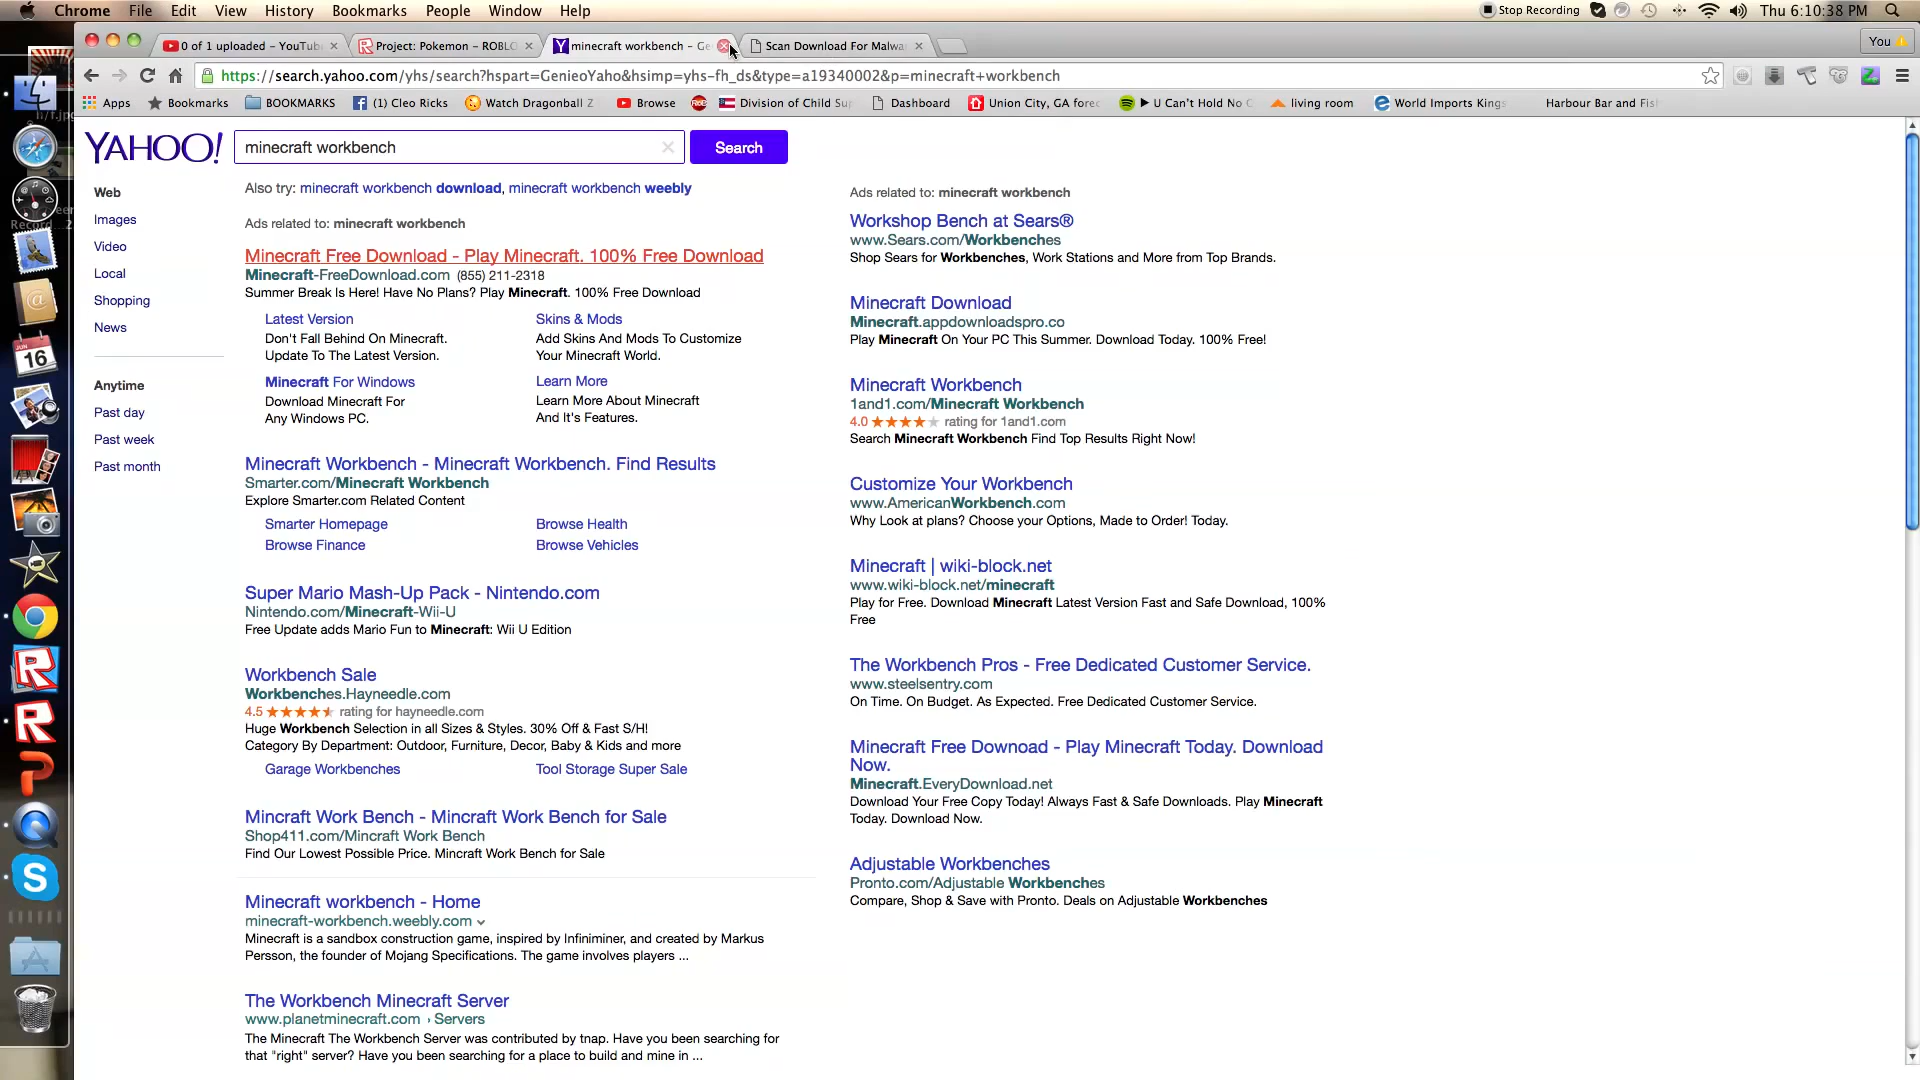 Chrome File Edit View History Bookmarks People Window Help
Stop Recording Thu 6:10:38 PM
0 of 1 uploaded - YouTub
Project: Pokemon - ROBLO
minecraft workbench - Ge
Scan Download For Malwa
You
https://search.yahoo.com/yhs/search?hspart=GenieoYaho&hsimp=yhs-fh_ds&type=a19340002&p=minecraft+workbench
Apps Bookmarks BOOKMARKS (1) Cleo Ricks Watch Dragonball Z Browse Division of Child Sup Dashboard Union City, GA forec U Can't Hold No C living room World Imports Kings Harbour Bar and Fis
YAHOO!
minecraft workbench
Search
Web
Images
Video
Local
Shopping
News
Anytime
Past day
Past week
Past month
Also try: minecraft workbench download, minecraft workbench weebly
Ads related to: minecraft workbench
Minecraft Free Download - Play Minecraft. 100% Free Download
Minecraft-FreeDownload.com (855) 211-2318
Summer Break Is Here! Have No Plans? Play Minecraft. 100% Free Download
Latest Version
Don't Fall Behind On Minecraft.
Update To The Latest Version.
Skins & Mods
Add Skins And Mods To Customize
Your Minecraft World.
Minecraft For Windows
Download Minecraft For
Any Windows PC.
Learn More
Learn More About Minecraft
And It's Features.
Minecraft Workbench - Minecraft Workbench. Find Results
Smarter.com/Minecraft Workbench
Explore Smarter.com Related Content
Smarter Homepage
Browse Health
Browse Finance
Browse Vehicles
Super Mario Mash-Up Pack - Nintendo.com
Nintendo.com/Minecraft-Wii-U
Free Update adds Mario Fun to Minecraft: Wii U Edition
Workbench Sale
Workbenches.Hayneedle.com
4.5 rating for hayneedle.com
Huge Workbench Selection in all Sizes & Styles. 30% Off & Fast S/H!
Category By Department: Outdoor, Furniture, Decor, Baby & Kids and more
Garage Workbenches
Tool Storage Super Sale
Mincraft Work Bench - Mincraft Work Bench for Sale
Shop411.com/Mincraft Work Bench
Find Our Lowest Possible Price. Mincraft Work Bench for Sale
Minecraft workbench - Home
minecraft-workbench.weebly.com
Minecraft is a sandbox construction game, inspired by Infiniminer, and created by Markus
Persson, the founder of Mojang Specifications. The game involves players ...
The Workbench Minecraft Server
www.planetminecraft.com › Servers
The Minecraft The Workbench Server was contributed by tnap. Have you been searching for
that "right" server? Have you been searching for a place to build and mine in ...
Ads related to: minecraft workbench
Workshop Bench at Sears®
www.Sears.com/Workbenches
Shop Sears for Workbenches, Work Stations and More from Top Brands.
Minecraft Download
Minecraft.appdownloadspro.co
Play Minecraft On Your PC This Summer. Download Today. 100% Free!
Minecraft Workbench
1and1.com/Minecraft Workbench
4.0 rating for 1and1.com
Search Minecraft Workbench Find Top Results Right Now!
Customize Your Workbench
www.AmericanWorkbench.com
Why Look at plans? Choose your Options, Made to Order! Today.
Minecraft | wiki-block.net
www.wiki-block.net/minecraft
Play for Free. Download Minecraft Latest Version Fast and Safe Download, 100%
Free
The Workbench Pros - Free Dedicated Customer Service.
www.steelsentry.com
On Time. On Budget. As Expected. Free Dedicated Customer Service.
Minecraft Free Downoad - Play Minecraft Today. Download
Now.
Minecraft.EveryDownload.net
Download Your Free Copy Today! Always Fast & Safe Downloads. Play Minecraft
Today. Download Now.
Adjustable Workbenches
Pronto.com/Adjustable Workbenches
Compare, Shop & Save with Pronto. Deals on Adjustable Workbenches
JUN
16